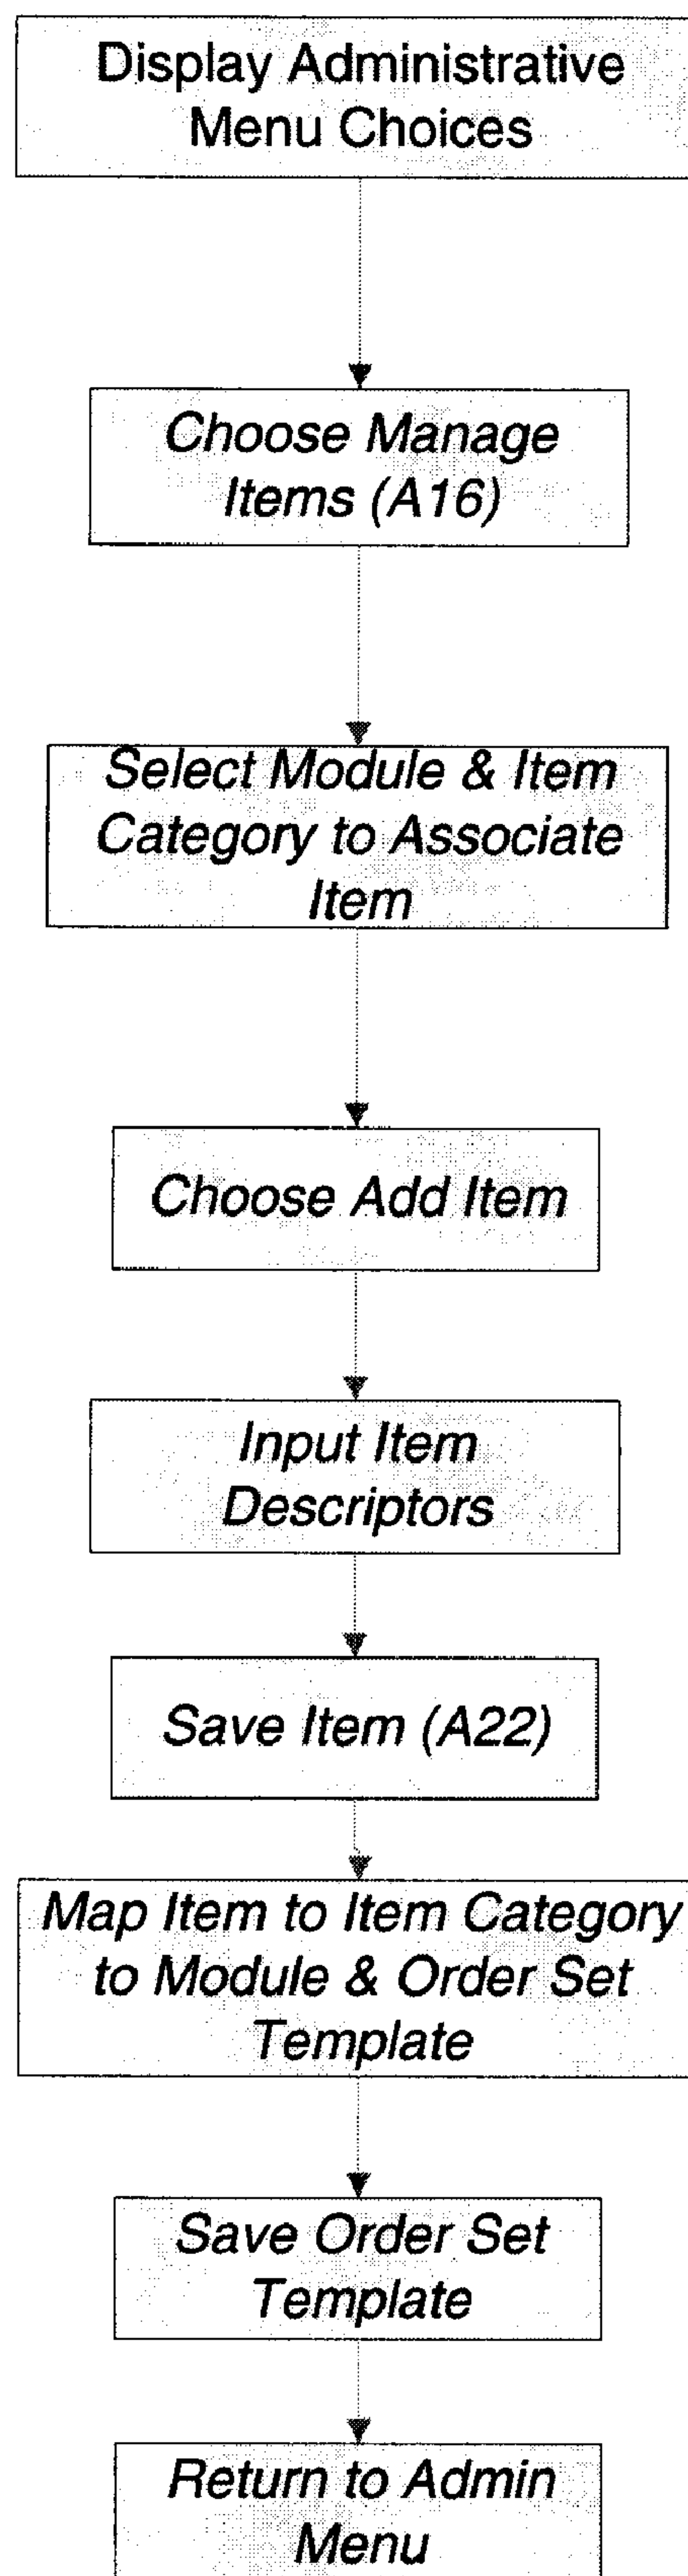 Display Administrative
Menu Choices
Choose Manage
Items (A16)
Select Module & Item
Category to Associate
Item
Choose Add Item
Input Item
Descriptors
Save Item (A22)
Map Item to Item Category
to Module & Order Set
Template
Save Order Set
Template
Return to Admin
Menu